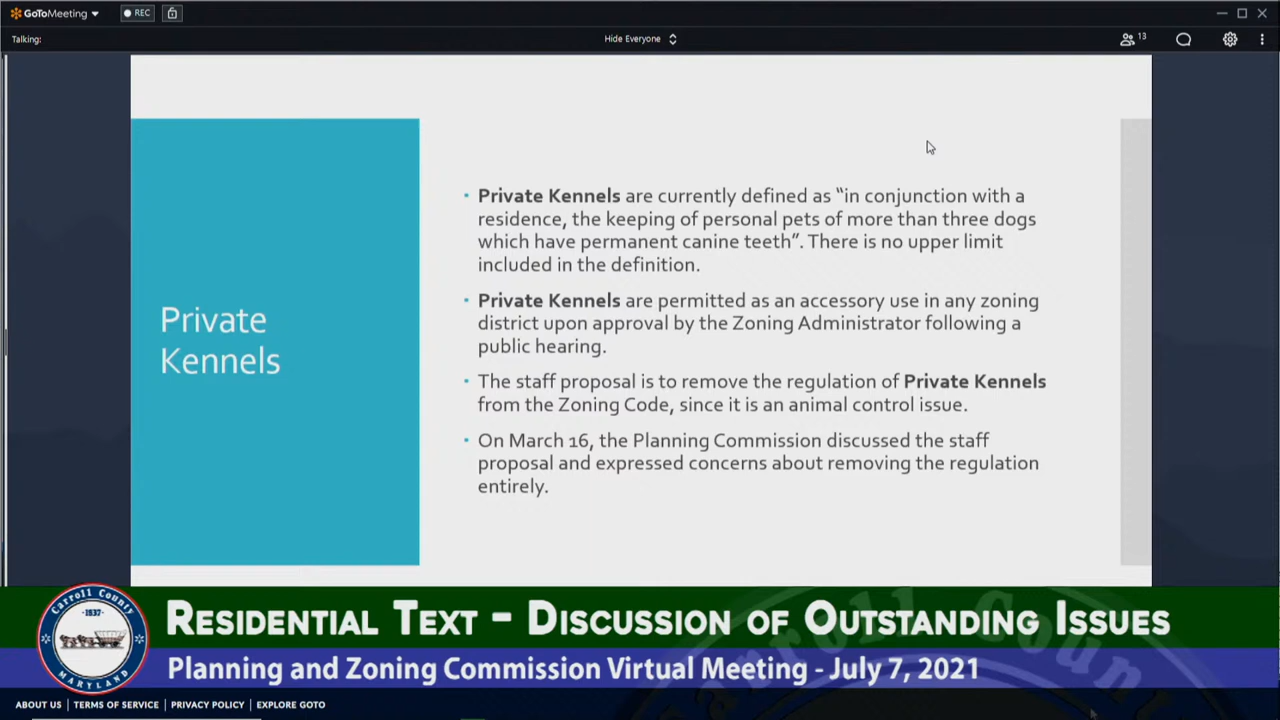 GoToMeeting
REC
Talking:
Hide Everyone
13
Private
Kennels
• Private Kennels are currently defined as “in conjunction with a
residence, the keeping of personal pets of more than three dogs
which have permanent canine teeth”. There is no upper limit
included in the definition.
• Private Kennels are permitted as an accessory use in any zoning
district upon approval by the Zoning Administrator following a
public hearing.
• The staff proposal is to remove the regulation of Private Kennels
from the Zoning Code, since it is an animal control issue.
• On March 16, the Planning Commission discussed the staff
proposal and expressed concerns about removing the regulation
entirely.
Carroll County
1837
MARYLAND
Residential Text – Discussion of Outstanding Issues
Planning and Zoning Commission Virtual Meeting - July 7, 2021
ABOUT US | TERMS OF SERVICE | PRIVACY POLICY | EXPLORE GOTO